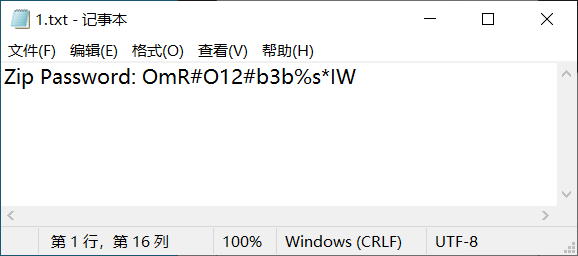 1.txt - 记事本
文件(F) 编辑(E) 格式(O) 查看(V) 帮助(H)
Zip Password: OmR#O12#b3b%s*IW
第 1 行，第 16 列 100% Windows (CRLF) UTF-8